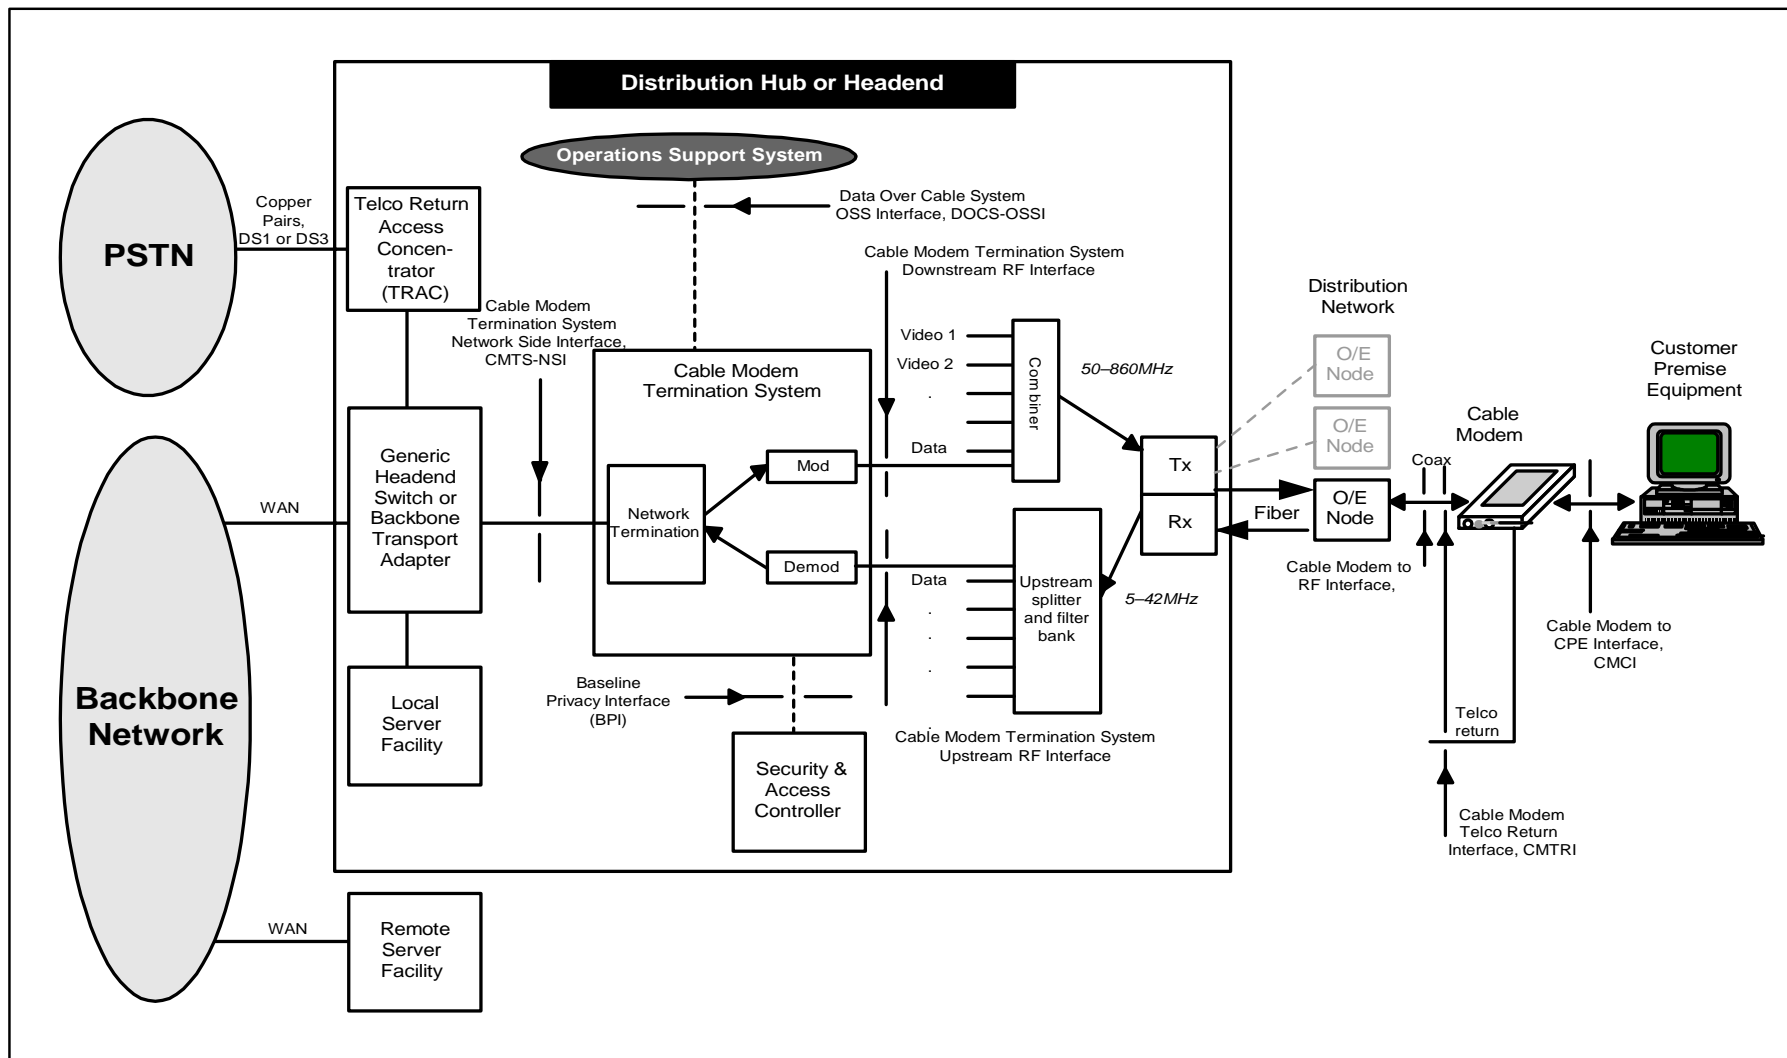 Distribution Hub or Headend
Operations Support System
PSTN
Copper
Pairs,
DS1 or DS3
Telco Return
Access
Concen-
trator
(TRAC)
Data Over Cable System
OSS Interface, DOCS-OSSI
Cable Modem Termination System
Downstream RF Interface
Cable Modem
Termination System
Network Side Interface,
CMTS-NSI
Cable Modem
Termination System
Video 1
Video 2
.
Data
Combiner
50–860MHz
Distribution
Network
O/E
Node
O/E
Node
O/E
Node
Customer
Premise
Equipment
Cable
Modem
Coax
Tx
Rx
Fiber
Generic
Headend
Switch or
Backbone
Transport
Adapter
WAN
Network
Termination
Mod
Demod
Data
.
.
.
.
Upstream
splitter
and filter
bank
5–42MHz
Cable Modem to
RF Interface,
Cable Modem to
CPE Interface,
CMCI
Backbone
Network
Local
Server
Facility
Baseline
Privacy Interface
(BPI)
Cable Modem Termination System
Upstream RF Interface
Security &
Access
Controller
Telco
return
Cable Modem
Telco Return
Interface, CMTRI
WAN
Remote
Server
Facility